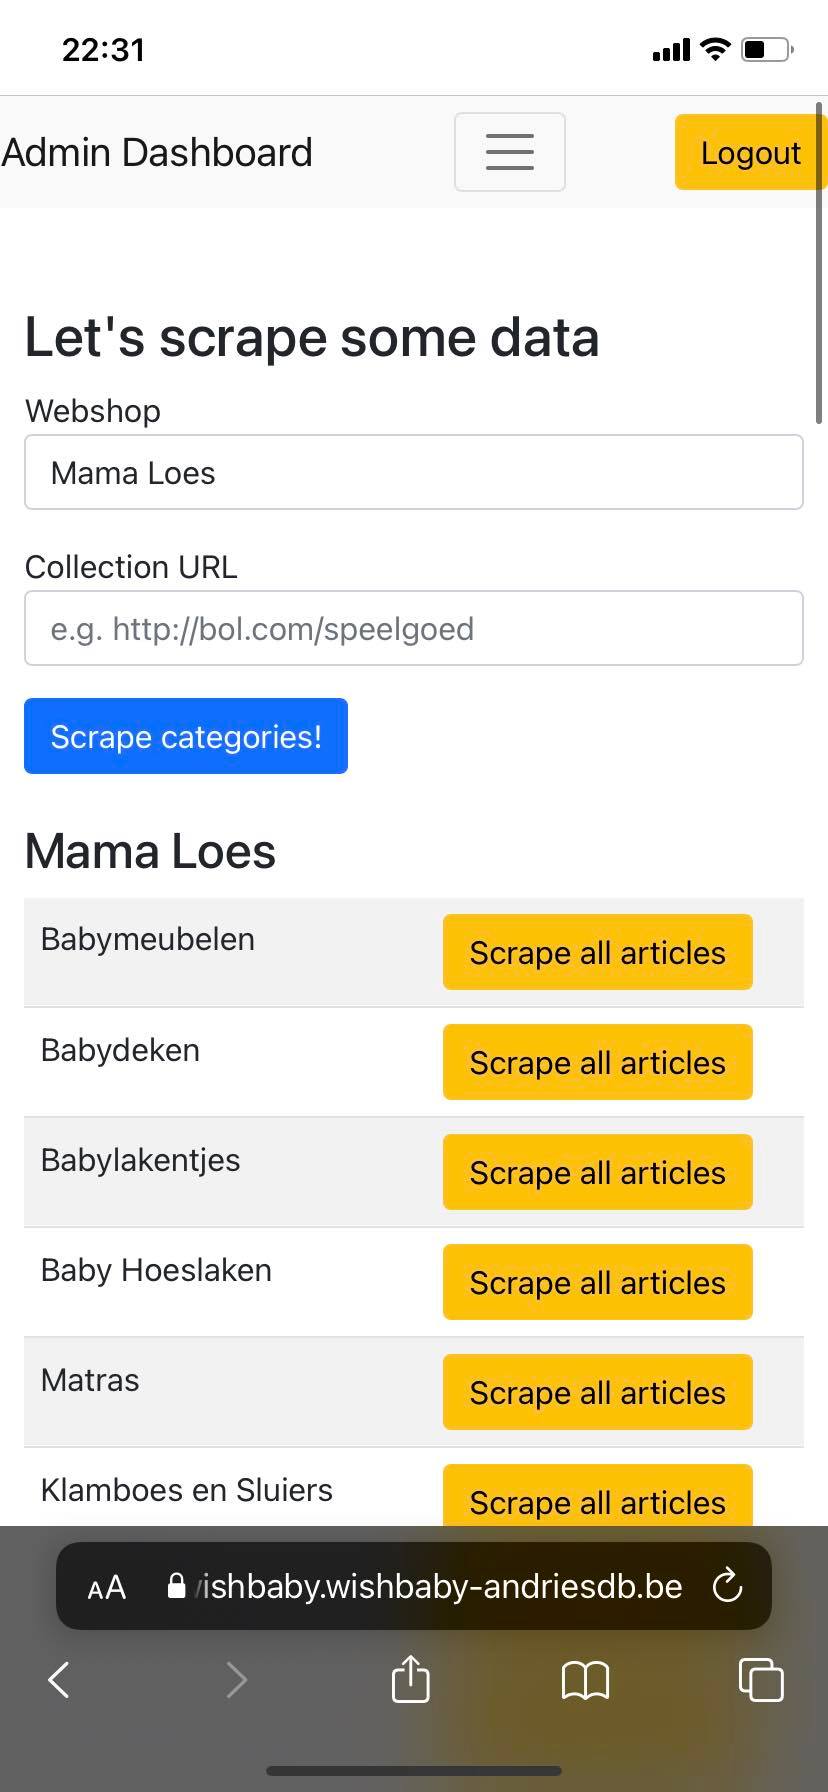 22:31
Admin Dashboard
Logout
Let's scrape some data
Webshop
Mama Loes
Collection URL
e.g. http://bol.com/speelgoed
Scrape categories!
Mama Loes
Babymeubelen Scrape all articles
Babydeken Scrape all articles
Babylakentjes Scrape all articles
Baby Hoeslaken Scrape all articles
Matras Scrape all articles
Klamboes en Sluiers Scrape all articles
AA ishbaby.wishbaby-andriesdb.be